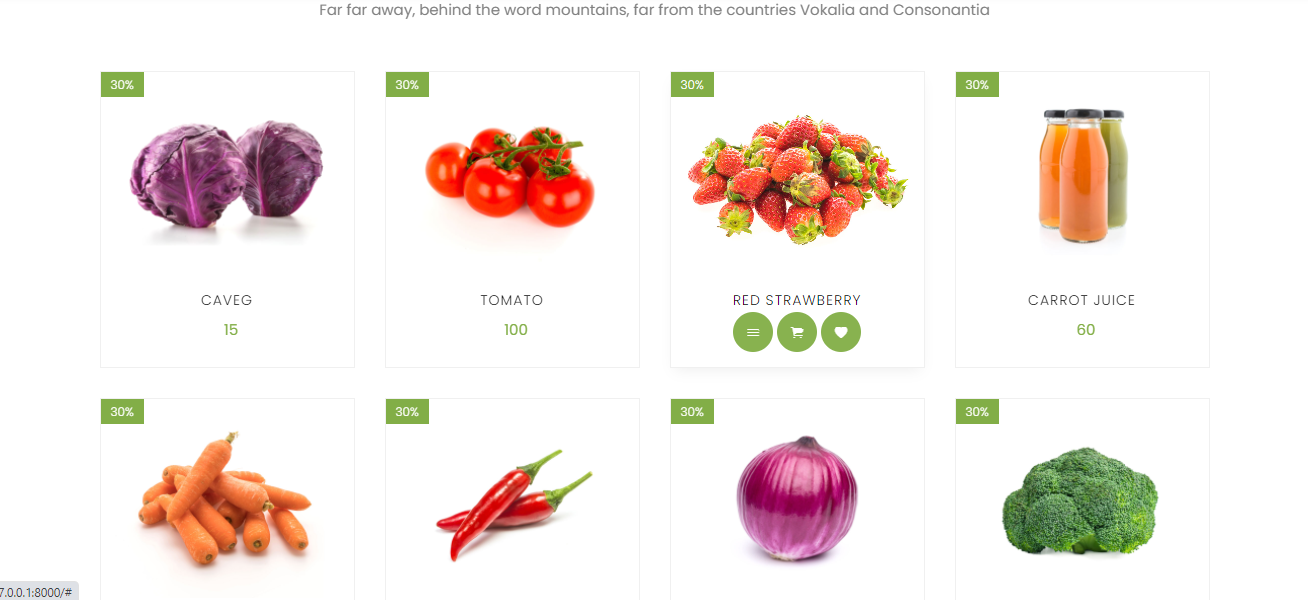 Far far away, behind the word mountains, far from the countries Vokalia and Consonantia
30%
30%
30%
30%
CAVEG
TOMATO
RED STRAWBERRY
CARROT JUICE
15
100
60
30%
30%
30%
30%
7.0.0.1:8000/#